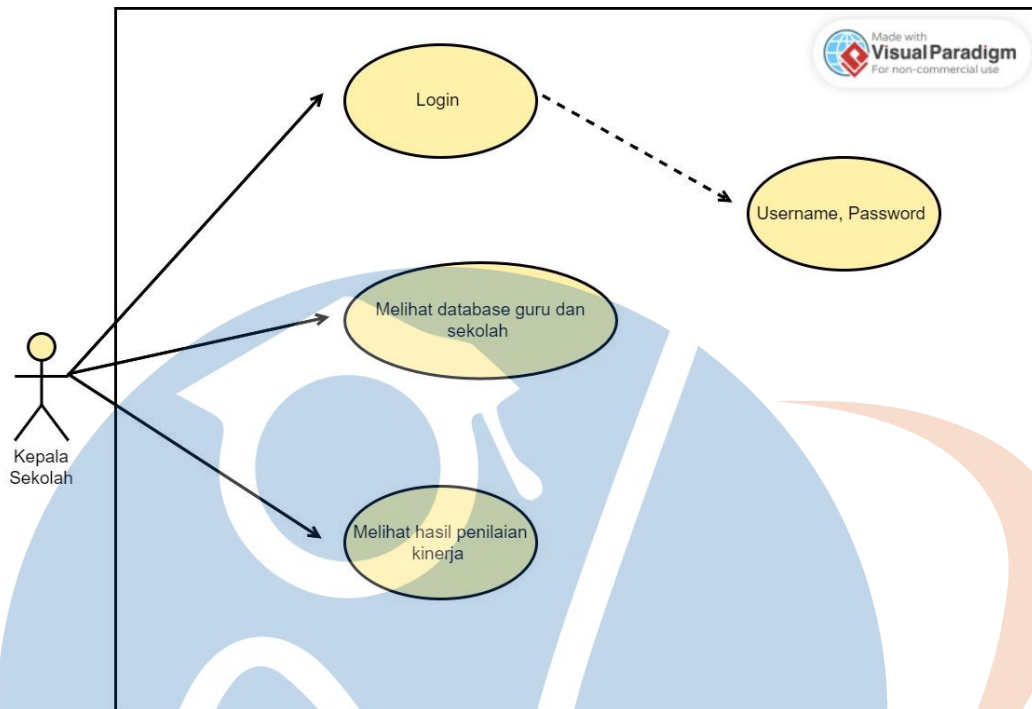 Made with
Visual Paradigm
For non-commercial use
Login
Username, Password
Melihat database guru dan
sekolah
Kepala
Sekolah
Melihat hasil penilaian
kinerja